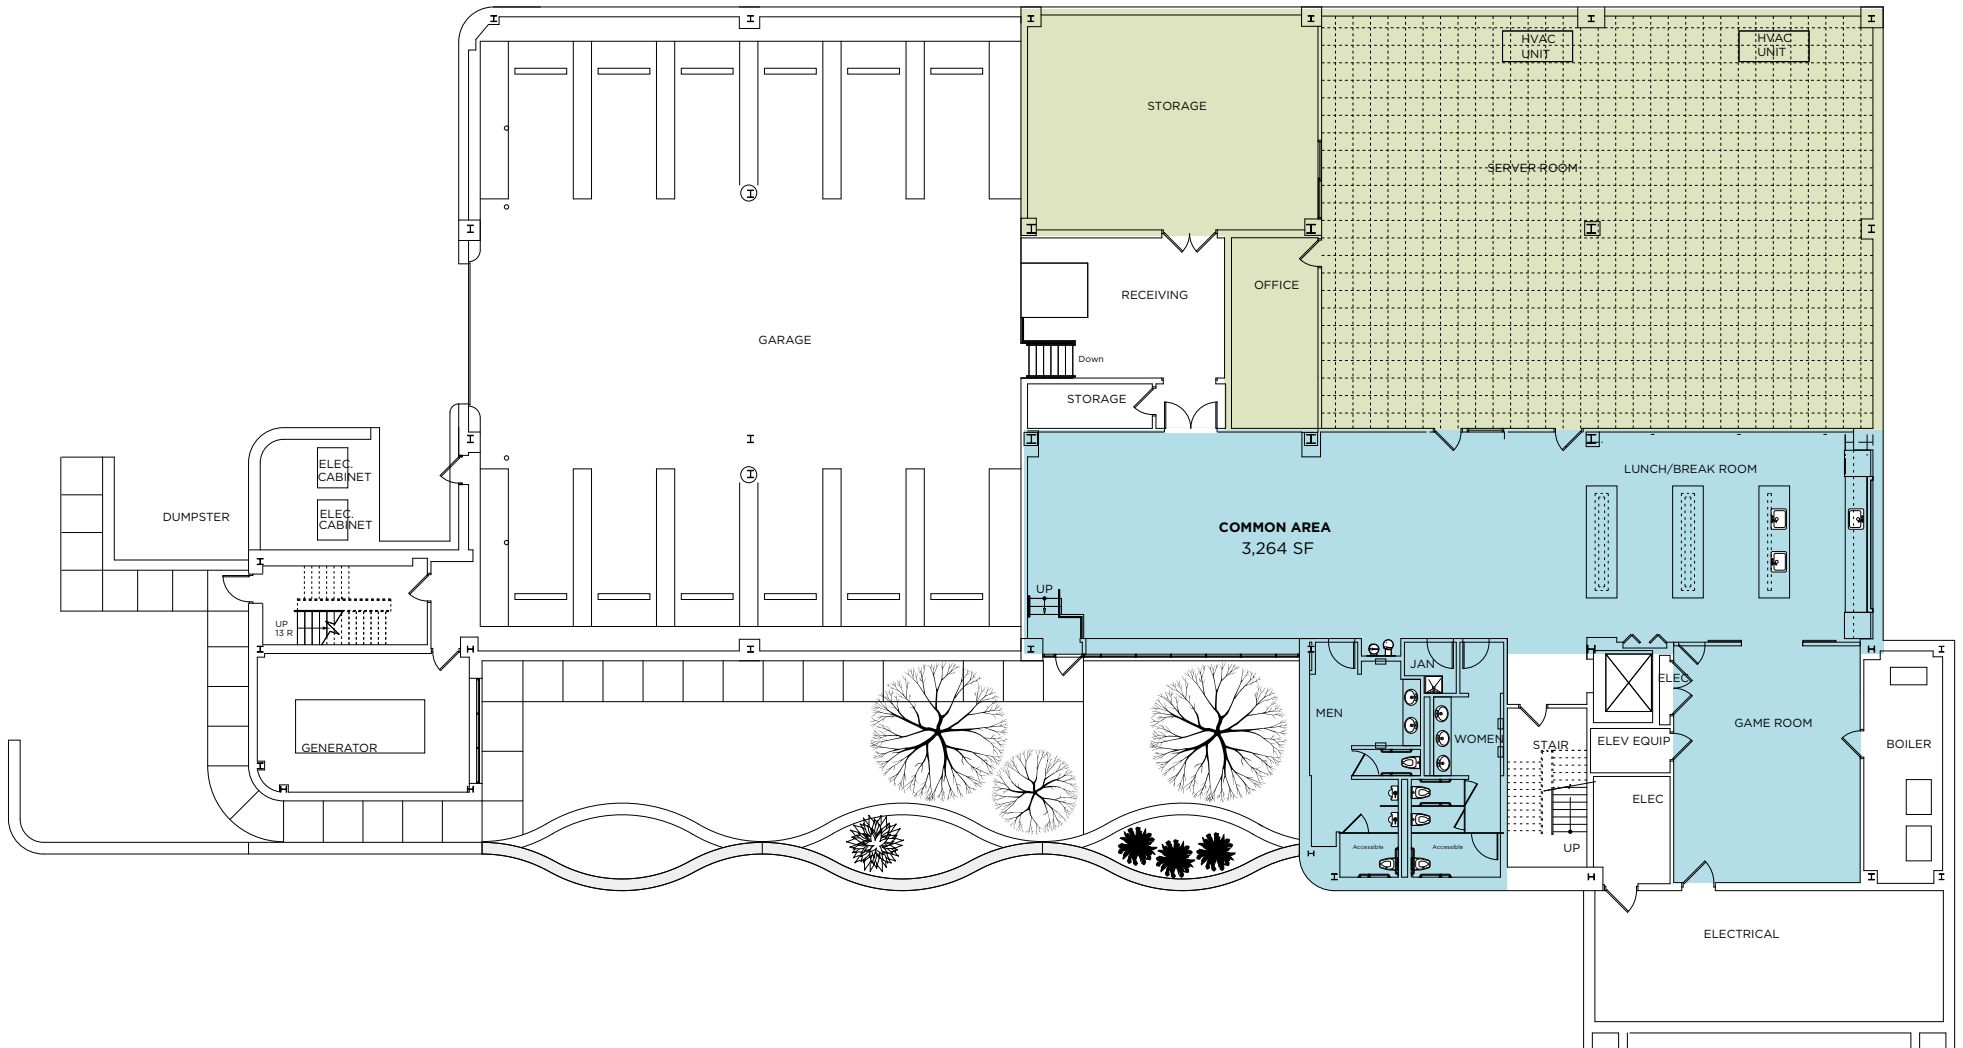 HVAC
UNIT
HVAC
UNIT
STORAGE
SERVER ROOM
OFFICE
RECEIVING
GARAGE
Down
STORAGE
ELEC.
CABINET
ELEC.
CABINET
DUMPSTER
LUNCH/BREAK ROOM
COMMON AREA
3,264 SF
UP
UP
13 R
JAN
ELEC
MEN
WOMEN
STAIR
ELEV EQUIP
GAME ROOM
BOILER
GENERATOR
ELEC
Accessible
Accessible
UP
ELECTRICAL